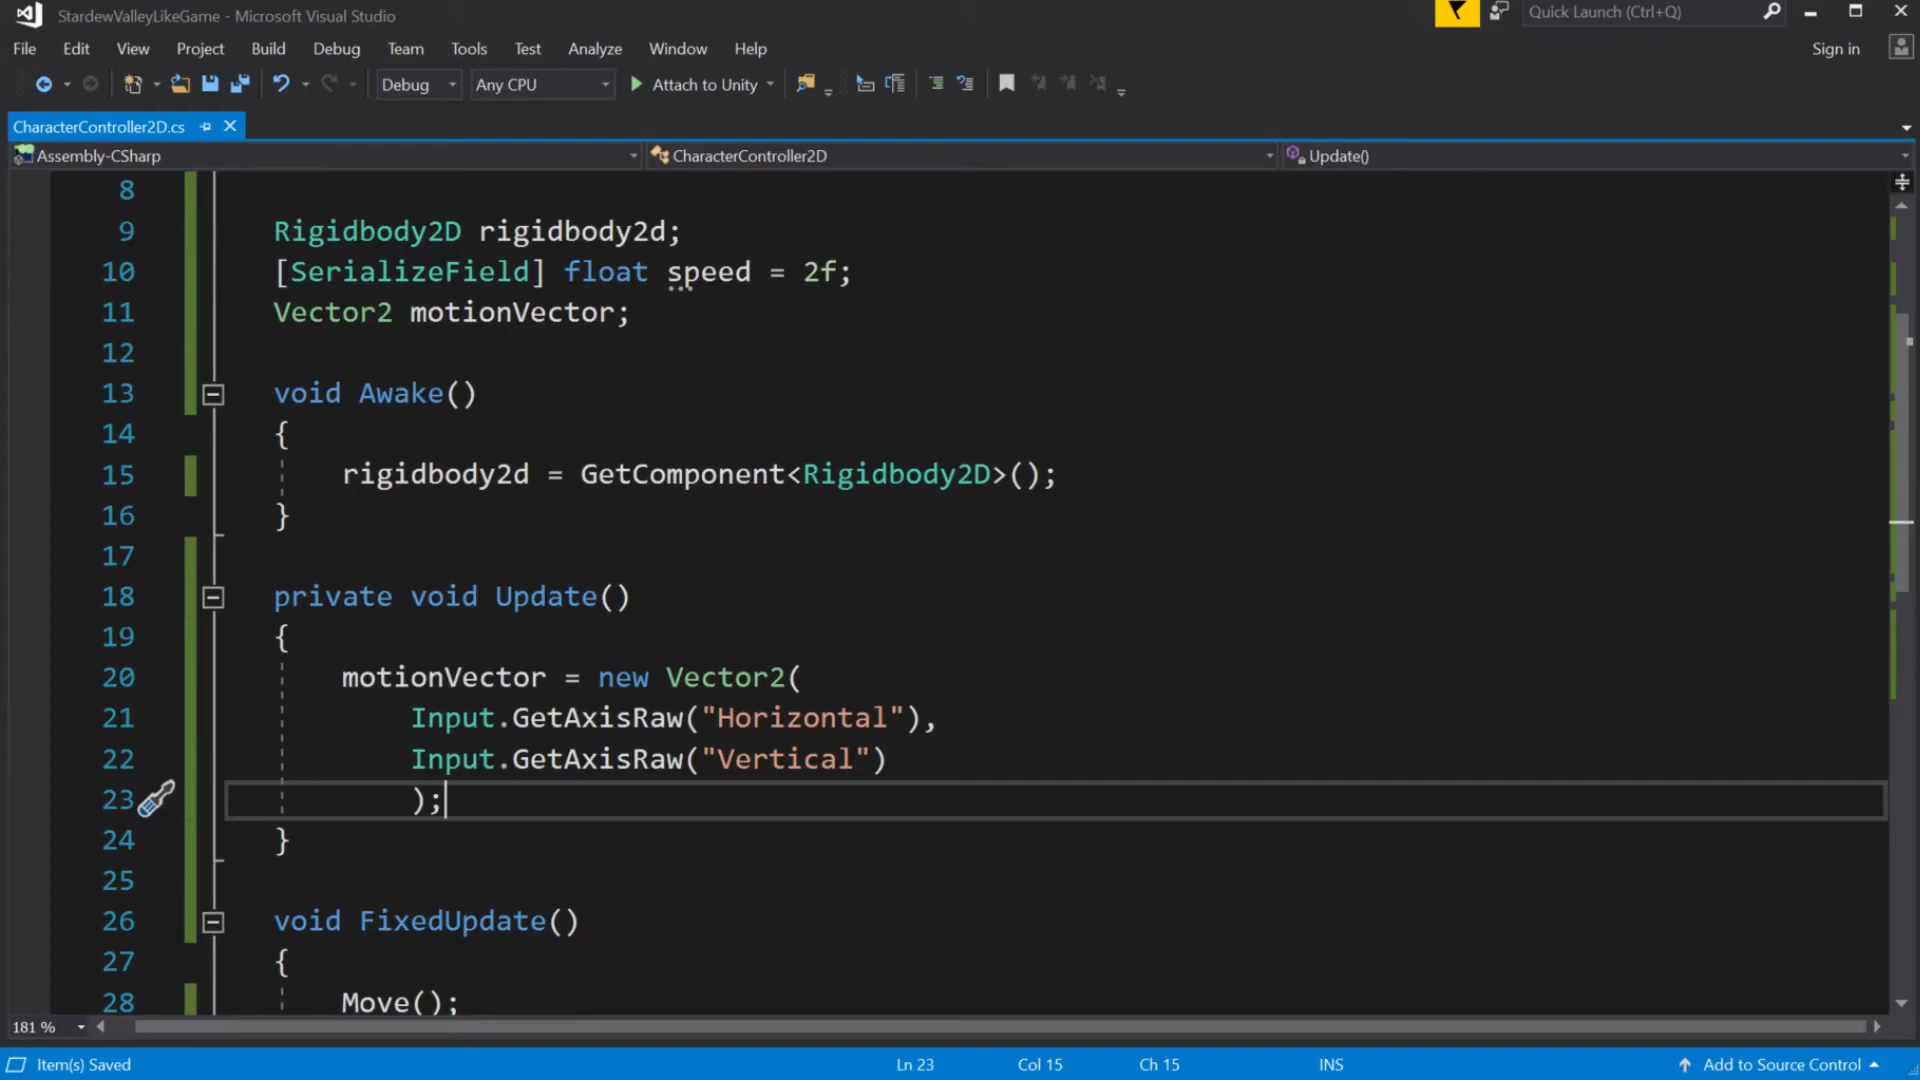 StardewValleyLikeGame - Microsoft Visual Studio
Quick Launch (Ctrl+Q)
File Edit View Project Build Debug Team Tools Test Analyze Window Help
Sign in
Debug Any CPU Attach to Unity
CharacterController2D.cs
Assembly-CSharp CharacterController2D Update()
8
9 Rigidbody2D rigidbody2d;
10 [SerializeField] float speed = 2f;
11 Vector2 motionVector;
12
13 void Awake()
14 {
15 rigidbody2d = GetComponent<Rigidbody2D>();
16 }
17
18 private void Update()
19 {
20 motionVector = new Vector2(
21 Input.GetAxisRaw("Horizontal"),
22 Input.GetAxisRaw("Vertical")
23 );
24 }
25
26 void FixedUpdate()
27 {
28 Move();
181 %
Item(s) Saved Ln 23 Col 15 Ch 15 INS Add to Source Control